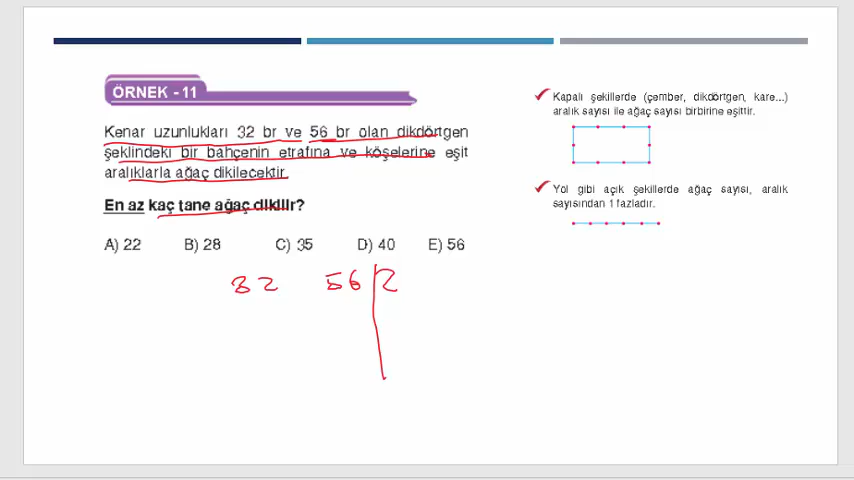 ÖRNEK - 11
Kenar uzunlukları 32 br ve 56 br olan dikdörtgen
şeklindeki bir bahçenin etrafına ve köşelerine eşit
aralıklarla ağaç dikilecektir.
En az kaç tane ağaç dikilir?
A) 22 B) 28 C) 35 D) 40 E) 56
32 56 2
Kapalı şekillerde (çember, dikdörtgen, kare...)
aralık sayısı ile ağaç sayısı birbirine eşittir.
Yol gibi açık şekillerde ağaç sayısı, aralık
sayısından 1 fazladır.